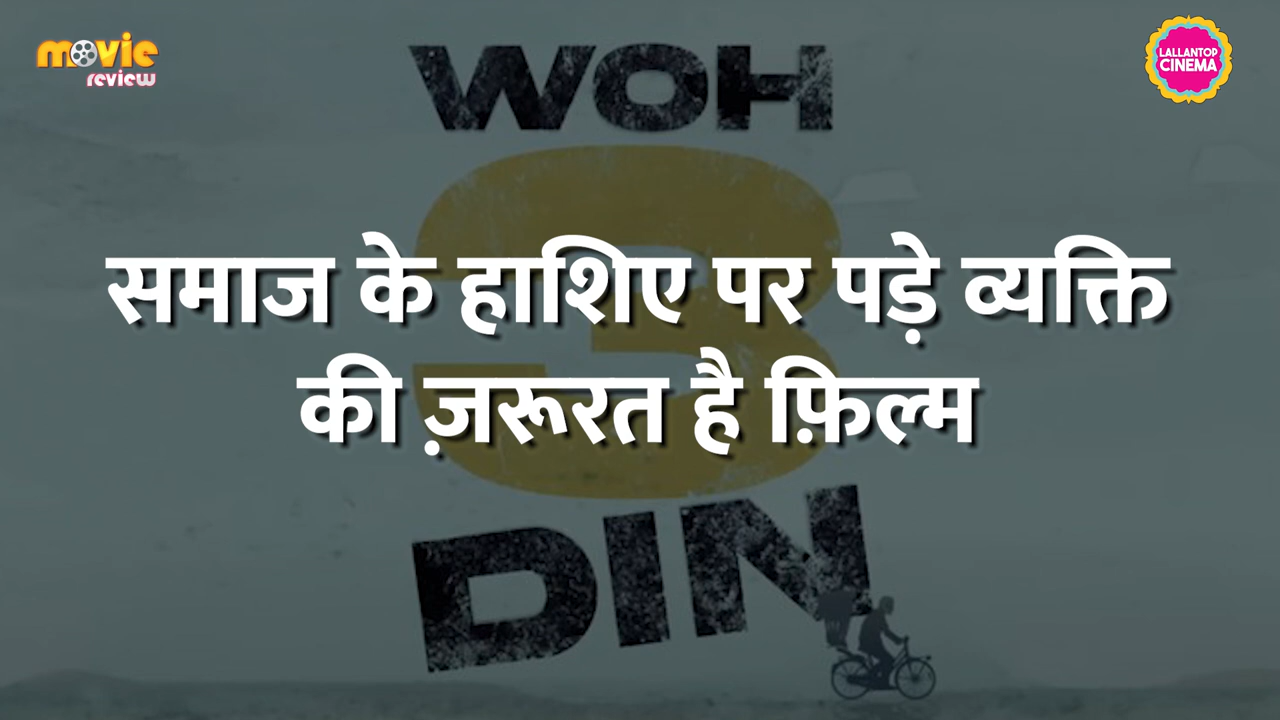 movie
review
LALLANTOP
CINEMA
WOH
3
समाज के हाशिए पर पड़े व्यक्ति
की ज़रूरत है फ़िल्म
DIN